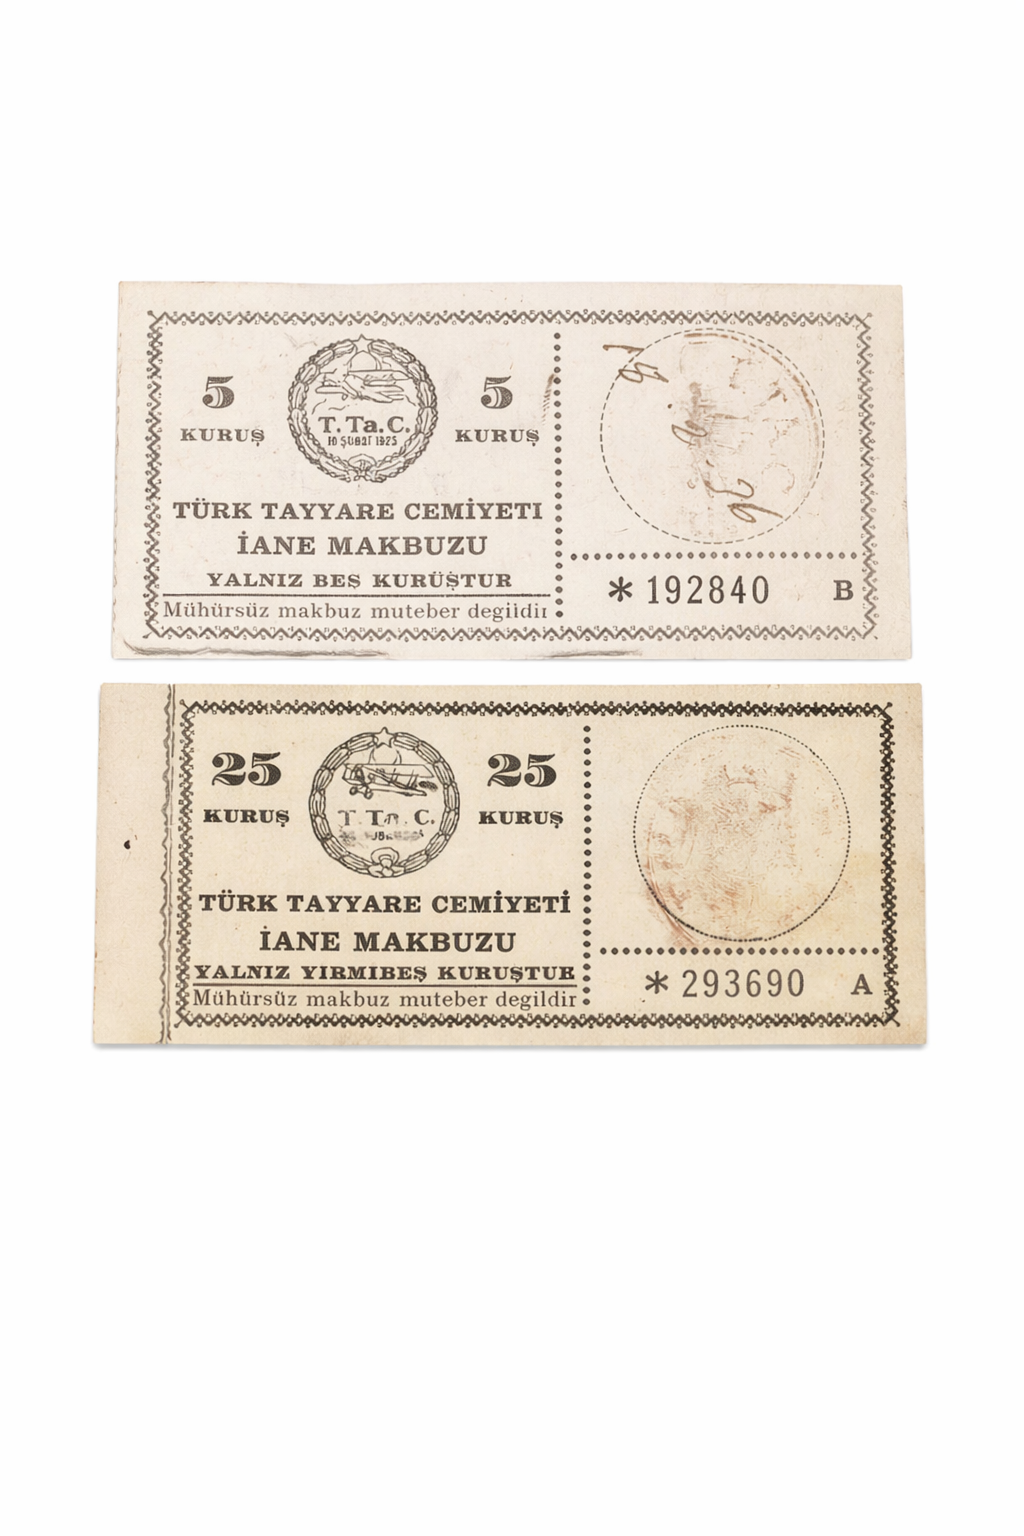 5 5
KURUŞ KURUŞ
T. Ta. C.
10 ŞUBAT 1925
TÜRK TAYYARE CEMİYETI
İANE MAKBUZU
YALNIZ BEŞ KURÜŞTUR
Mühürsüz makbuz muteber degildir
*192840 B
25 25
KURUŞ KURUŞ
T. Ta. C.
TÜRK TAYYARE CEMİYETİ
İANE MAKBUZU
YALNIZ YIRMIBEŞ KURUŞTUR
Mühürsüz makbuz muteber degildir
*293690 A